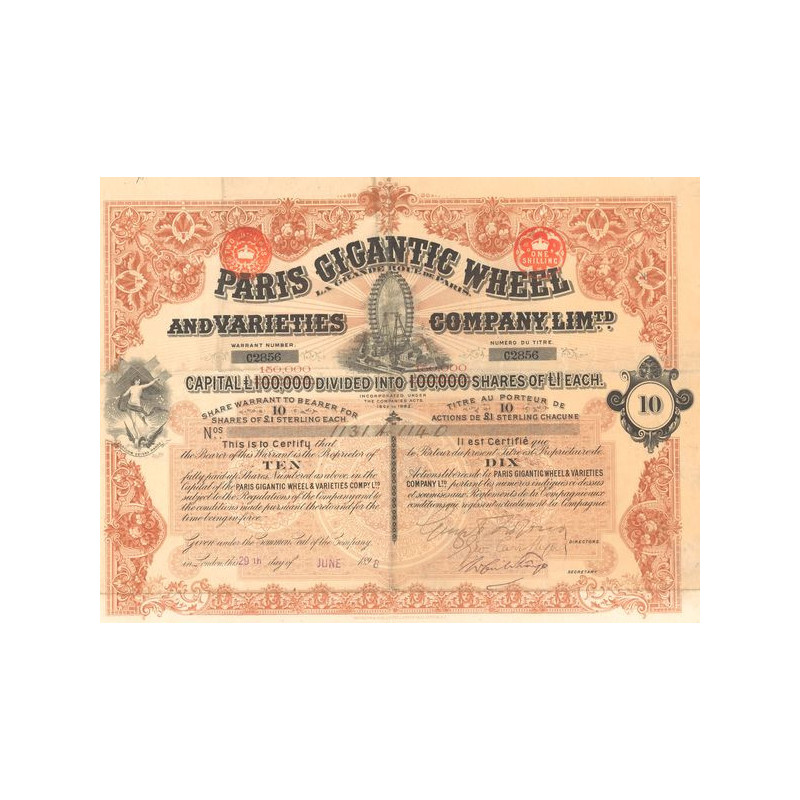 ONE SHILLING
PARIS GIGANTIC WHEEL
LA GRANDE ROUE DE PARIS.
AND VARIETIES COMPANY, LIMTD.
WARRANT NUMBER.
C2856
NUMÉRO DU TITRE.
C2856
150,000
CAPITAL £100,000 DIVIDED INTO 100,000 SHARES OF £1 EACH.
INCORPORATED UNDER
THE COMPANIES ACTS.
SHARE WARRANT TO BEARER FOR
10
SHARES OF £1 STERLING EACH.
TITRE AU PORTEUR DE
10
ACTIONS DE £1 STERLING CHACUNE
10
Nos.
This is to Certify that
the Bearer of this Warrant is the Proprietor of
TEN
fully paid up Shares, Numbered as above, in the
Capital of the PARIS GIGANTIC WHEEL & VARIETIES COMPY. LTD
subject to the Regulations of the Company and to
the conditions made pursuant thereto and for the
time being in force.
Given under the Common Seal of the Company
in London this 29TH day of JUNE 1898
Il est Certifié que
le Porteur du présent Titre est Propriétaire de
DIX
Actions libérées de la PARIS GIGANTIC WHEEL & VARIETIES
COMPANY LTD. portant les numéros indiqués ci-dessus
et soumises aux Règlements de la Compagnie aux
conditions qui régissent actuellement la Compagnie
DIRECTORS.
SECRETARY.